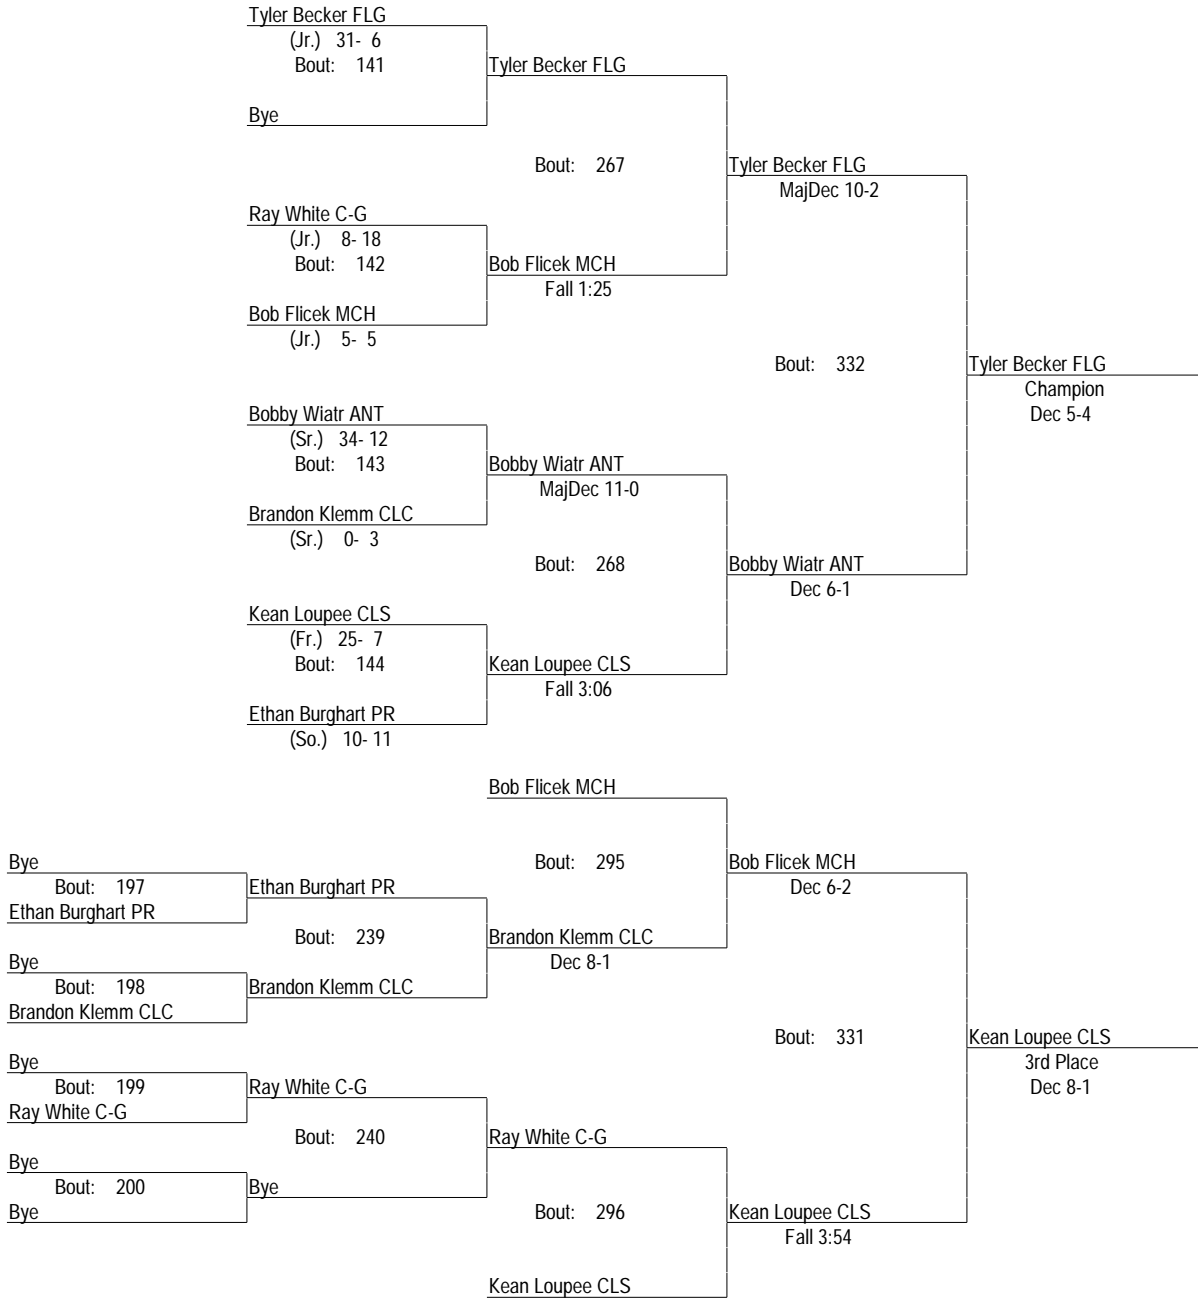 Tyler Becker FLG
(Jr.) 31- 6
Bout: 141
Tyler Becker FLG
Bye
Bout: 267
Tyler Becker FLG
MajDec 10-2
Ray White C-G
(Jr.) 8- 18
Bout: 142
Bob Flicek MCH
Fall 1:25
Bob Flicek MCH
(Jr.) 5- 5
Bout: 332
Tyler Becker FLG
Champion
Dec 5-4
Bobby Wiatr ANT
(Sr.) 34- 12
Bout: 143
Bobby Wiatr ANT
MajDec 11-0
Brandon Klemm CLC
(Sr.) 0- 3
Bout: 268
Bobby Wiatr ANT
Dec 6-1
Kean Loupee CLS
(Fr.) 25- 7
Bout: 144
Kean Loupee CLS
Fall 3:06
Ethan Burghart PR
(So.) 10- 11
Bob Flicek MCH
Bout: 295
Bob Flicek MCH
Dec 6-2
Bye
Bout: 197
Ethan Burghart PR
Ethan Burghart PR
Bout: 239
Brandon Klemm CLC
Dec 8-1
Bye
Bout: 198
Brandon Klemm CLC
Brandon Klemm CLC
Bout: 331
Kean Loupee CLS
3rd Place
Dec 8-1
Bye
Bout: 199
Ray White C-G
Ray White C-G
Bout: 240
Ray White C-G
Bye
Bout: 200
Bye
Bye
Bout: 296
Kean Loupee CLS
Fall 3:54
Kean Loupee CLS